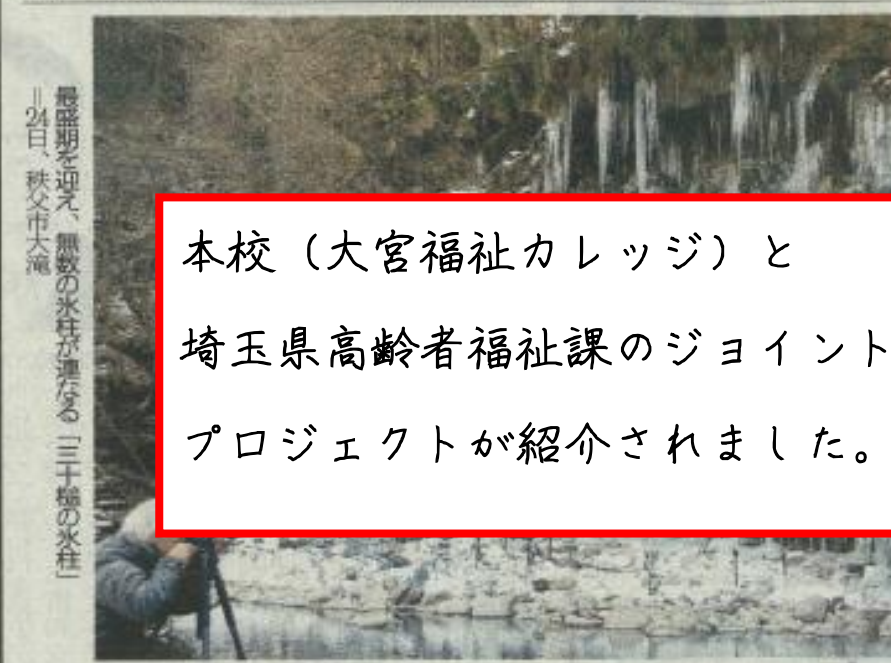 最盛期を迎え、無数の氷柱が連なる「三十槌の氷柱」
＝24日、秩父市大滝
本校（大宮福祉カレッジ）と
埼玉県高齢者福祉課のジョイント
プロジェクトが紹介されました。